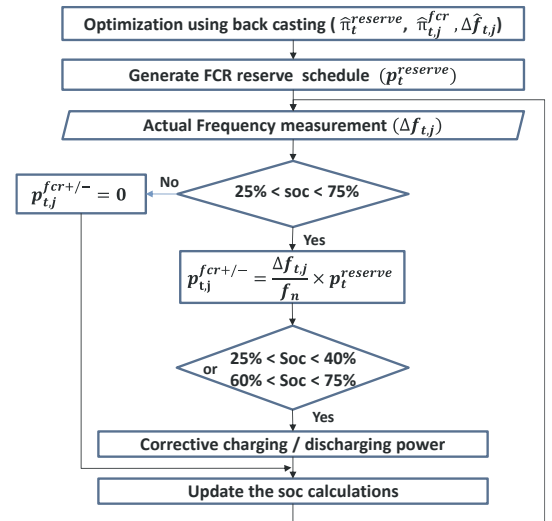 Optimization using back casting ( π̂_t^reserve, π̂_t,j^fcr , Δf̂_t,j)
Generate FCR reserve schedule (p_t^reserve)
Actual Frequency measurement (Δf_t,j)
No
25% < soc < 75%
p_t,j^fcr+/− = 0
Yes
p_t,j^fcr+/− = Δf_t,j / f_n × p_t^reserve
25% < Soc < 40%
or
60% < Soc < 75%
Yes
Corrective charging / discharging power
Update the soc calculations